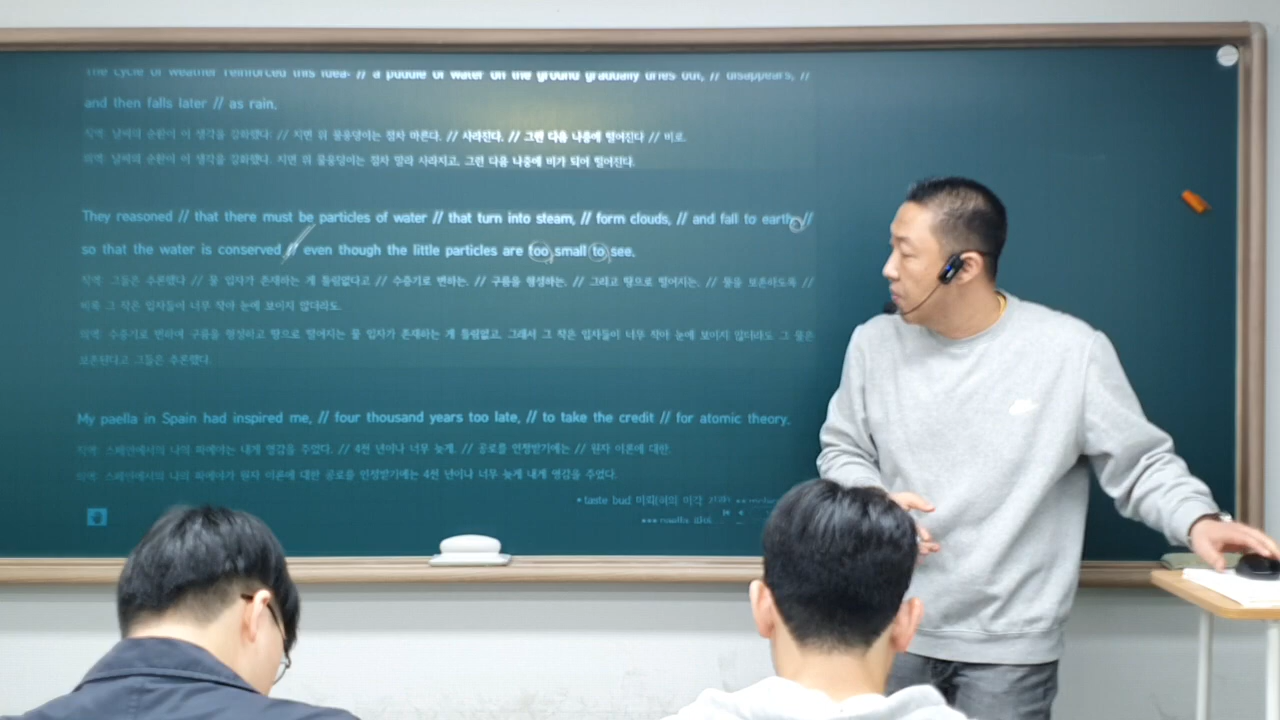 The cycle of weather reinforced this idea: // a puddle of water on the ground gradually dries out, // disappears, //
and then falls later // as rain.
직역: 날씨의 순환이 이 생각을 강화했다: // 지면 위 물웅덩이는 점차 마른다. // 사라진다. // 그런 다음 나중에 떨어진다 // 비로.
의역: 날씨의 순환이 이 생각을 강화했다. 지면 위 물웅덩이는 점차 말라 사라지고, 그런 다음 나중에 비가 되어 떨어진다.
They reasoned // that there must be particles of water // that turn into steam, // form clouds, // and fall to earth, //
so that the water is conserved // even though the little particles are too small to see.
직역: 그들은 추론했다 // 물 입자가 존재하는 게 틀림없다고 // 수증기로 변하는. // 구름을 형성하는. // 그리고 땅으로 떨어지는. // 물을 보존하도록 //
비록 그 작은 입자들이 너무 작아 눈에 보이지 않더라도.
의역: 수증기로 변하여 구름을 형성하고 땅으로 떨어지는 물 입자가 존재하는 게 틀림없고, 그래서 그 작은 입자들이 너무 작아 눈에 보이지 않더라도 그 물은
보존된다고 그들은 추론했다.
My paella in Spain had inspired me, // four thousand years too late, // to take the credit // for atomic theory.
직역: 스페인에서의 나의 파에야는 내게 영감을 주었다. // 4천 년이나 너무 늦게. // 공로를 인정받기에는 // 원자 이론에 대한.
의역: 스페인에서의 나의 파에야가 원자 이론에 대한 공로를 인정받기에는 4천 년이나 너무 늦게 내게 영감을 주었다.
* taste bud 미뢰(혀의 미각
*** paella